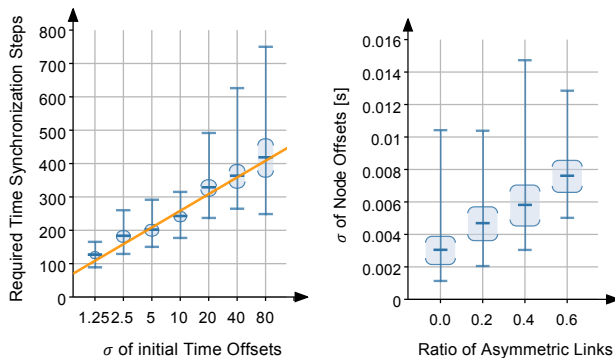 Required Time Synchronization Steps
800
700
600
500
400
300
200
100
0
1.25 2.5 5 10 20 40 80
σ of initial Time Offsets
σ of Node Offsets [s]
0.016
0.014
0.012
0.01
0.008
0.006
0.004
0.002
0.0 0.2 0.4 0.6
Ratio of Asymmetric Links